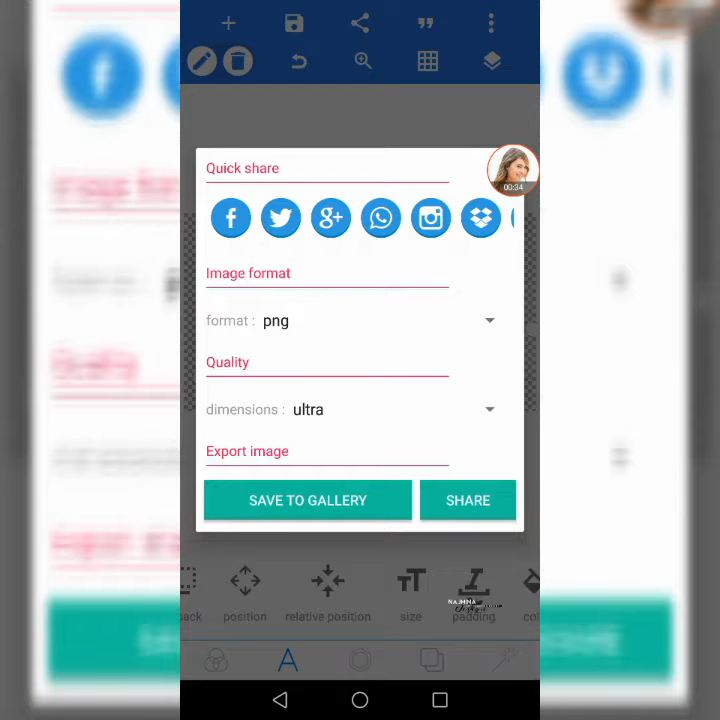 Quick share
00:34
Image format
format : png
Quality
dimensions : ultra
Export image
SAVE TO GALLERY
SHARE
position
relative position
size
padding
NAJMNA